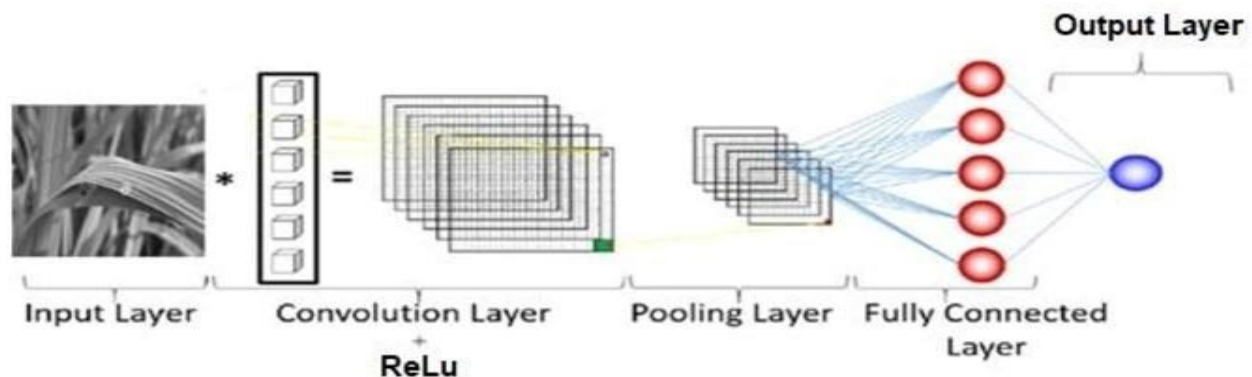 Output Layer
*
=
Input Layer
Convolution Layer
+
ReLu
Pooling Layer
Fully Connected
Layer